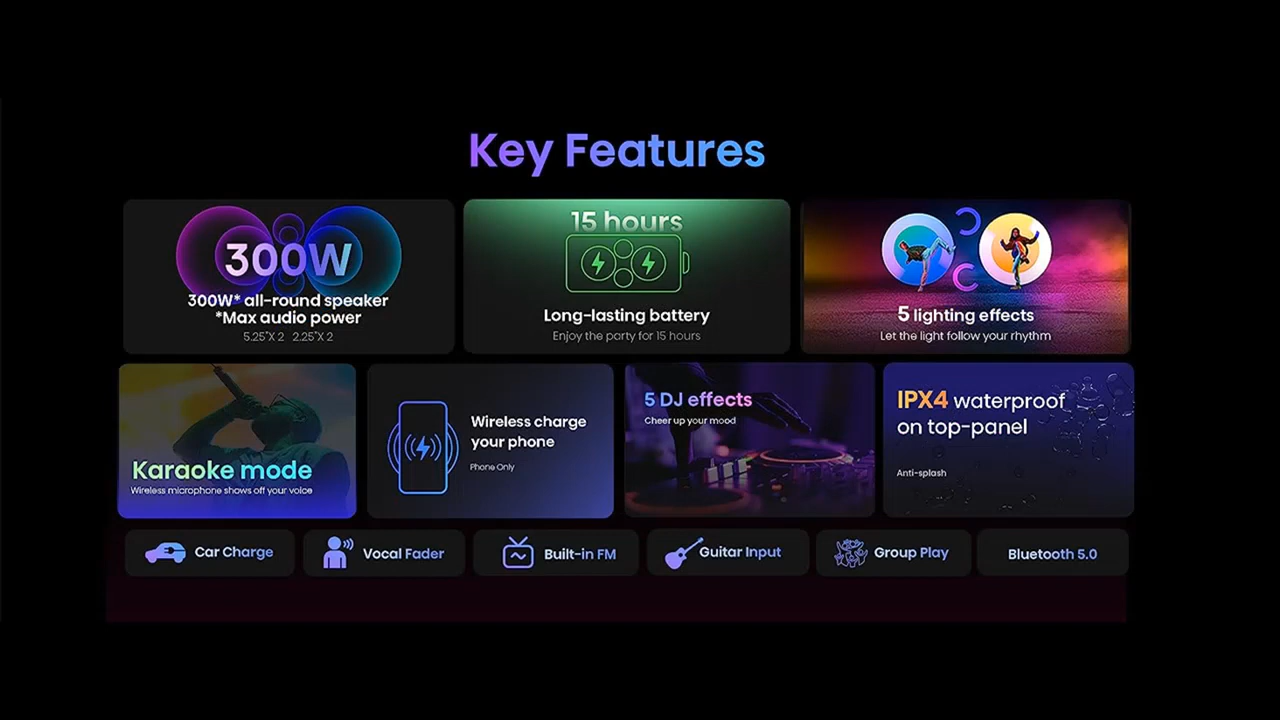 Key Features
300W
300W* all-round speaker
*Max audio power
5.25"X 2 2.25"X 2
15 hours
Long-lasting battery
Enjoy the party for 15 hours
5 lighting effects
Let the light follow your rhythm
Karaoke mode
Wireless microphone shows off your voice
Wireless charge
your phone
Phone Only
5 DJ effects
Cheer up your mood
IPX4 waterproof
on top-panel
Anti-splash
Car Charge
Vocal Fader
Built-in FM
Guitar Input
Group Play
Bluetooth 5.0